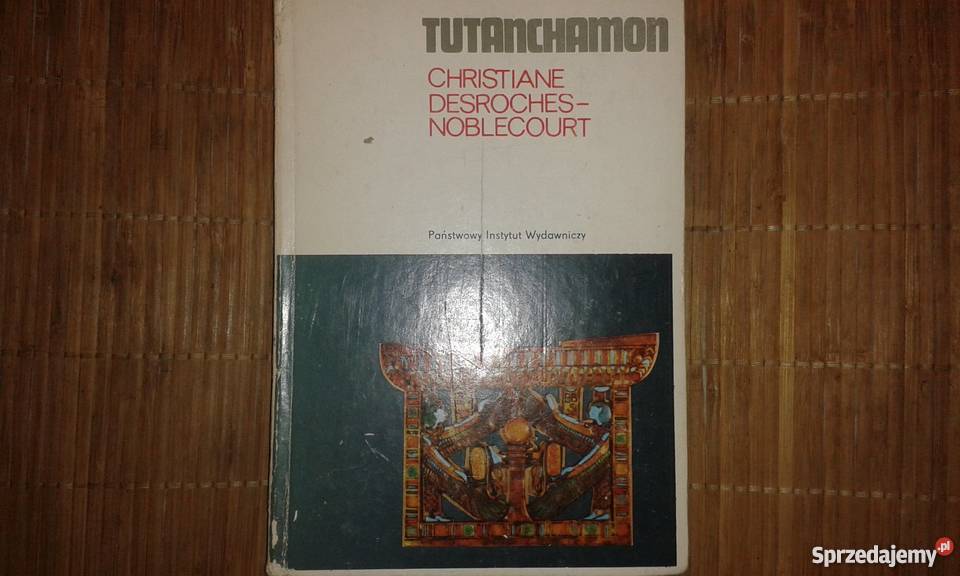 TUTANCHAMON
CHRISTIANE
DESROCHES-
NOBLECOURT
Państwowy Instytut Wydawniczy
Sprzedajemy.pl